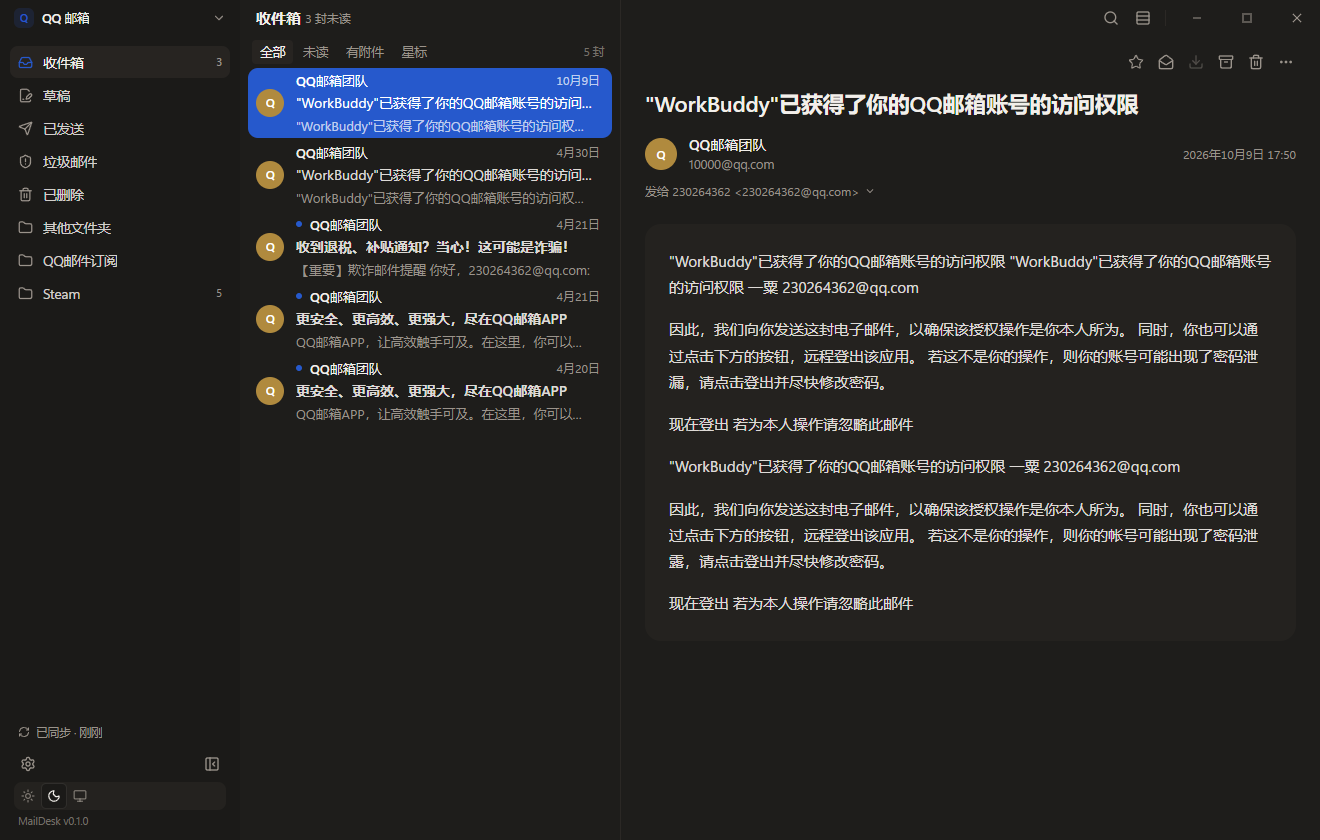 Q QQ 邮箱
收件箱 3
草稿
已发送
垃圾邮件
已删除
其他文件夹
QQ邮件订阅
Steam 5
已同步 · 刚刚
MailDesk v0.1.0
收件箱 3 封未读
全部 未读 有附件 星标 5 封
Q
QQ邮箱团队 10月9日
"WorkBuddy"已获得了你的QQ邮箱账号的访问...
"WorkBuddy"已获得了你的QQ邮箱账号的访问权...
Q
QQ邮箱团队 4月30日
"WorkBuddy"已获得了你的QQ邮箱账号的访问...
"WorkBuddy"已获得了你的QQ邮箱账号的访问权...
Q
QQ邮箱团队 4月21日
收到退税、补贴通知？当心！这可能是诈骗！
【重要】欺诈邮件提醒 你好，230264362@qq.com:
Q
QQ邮箱团队 4月21日
更安全、更高效、更强大，尽在QQ邮箱APP
QQ邮箱APP，让高效触手可及。在这里，你可以...
Q
QQ邮箱团队 4月20日
更安全、更高效、更强大，尽在QQ邮箱APP
QQ邮箱APP，让高效触手可及。在这里，你可以...
"WorkBuddy"已获得了你的QQ邮箱账号的访问权限
Q
QQ邮箱团队
10000@qq.com
2026年10月9日 17:50
发给 230264362 <230264362@qq.com>
"WorkBuddy"已获得了你的QQ邮箱账号的访问权限 "WorkBuddy"已获得了你的QQ邮箱账号
的访问权限 一粟 230264362@qq.com
因此，我们向你发送这封电子邮件，以确保该授权操作是你本人所为。 同时，你也可以通
过点击下方的按钮，远程登出该应用。 若这不是你的操作，则你的账号可能出现了密码泄
漏，请点击登出并尽快修改密码。
现在登出 若为本人操作请忽略此邮件
"WorkBuddy"已获得了你的QQ邮箱账号的访问权限 一粟 230264362@qq.com
因此，我们向你发送这封电子邮件，以确保该授权操作是你本人所为。 同时，你也可以通
过点击下方的按钮，远程登出该应用。 若这不是你的操作，则你的帐号可能出现了密码泄
露，请点击登出并尽快修改密码。
现在登出 若为本人操作请忽略此邮件